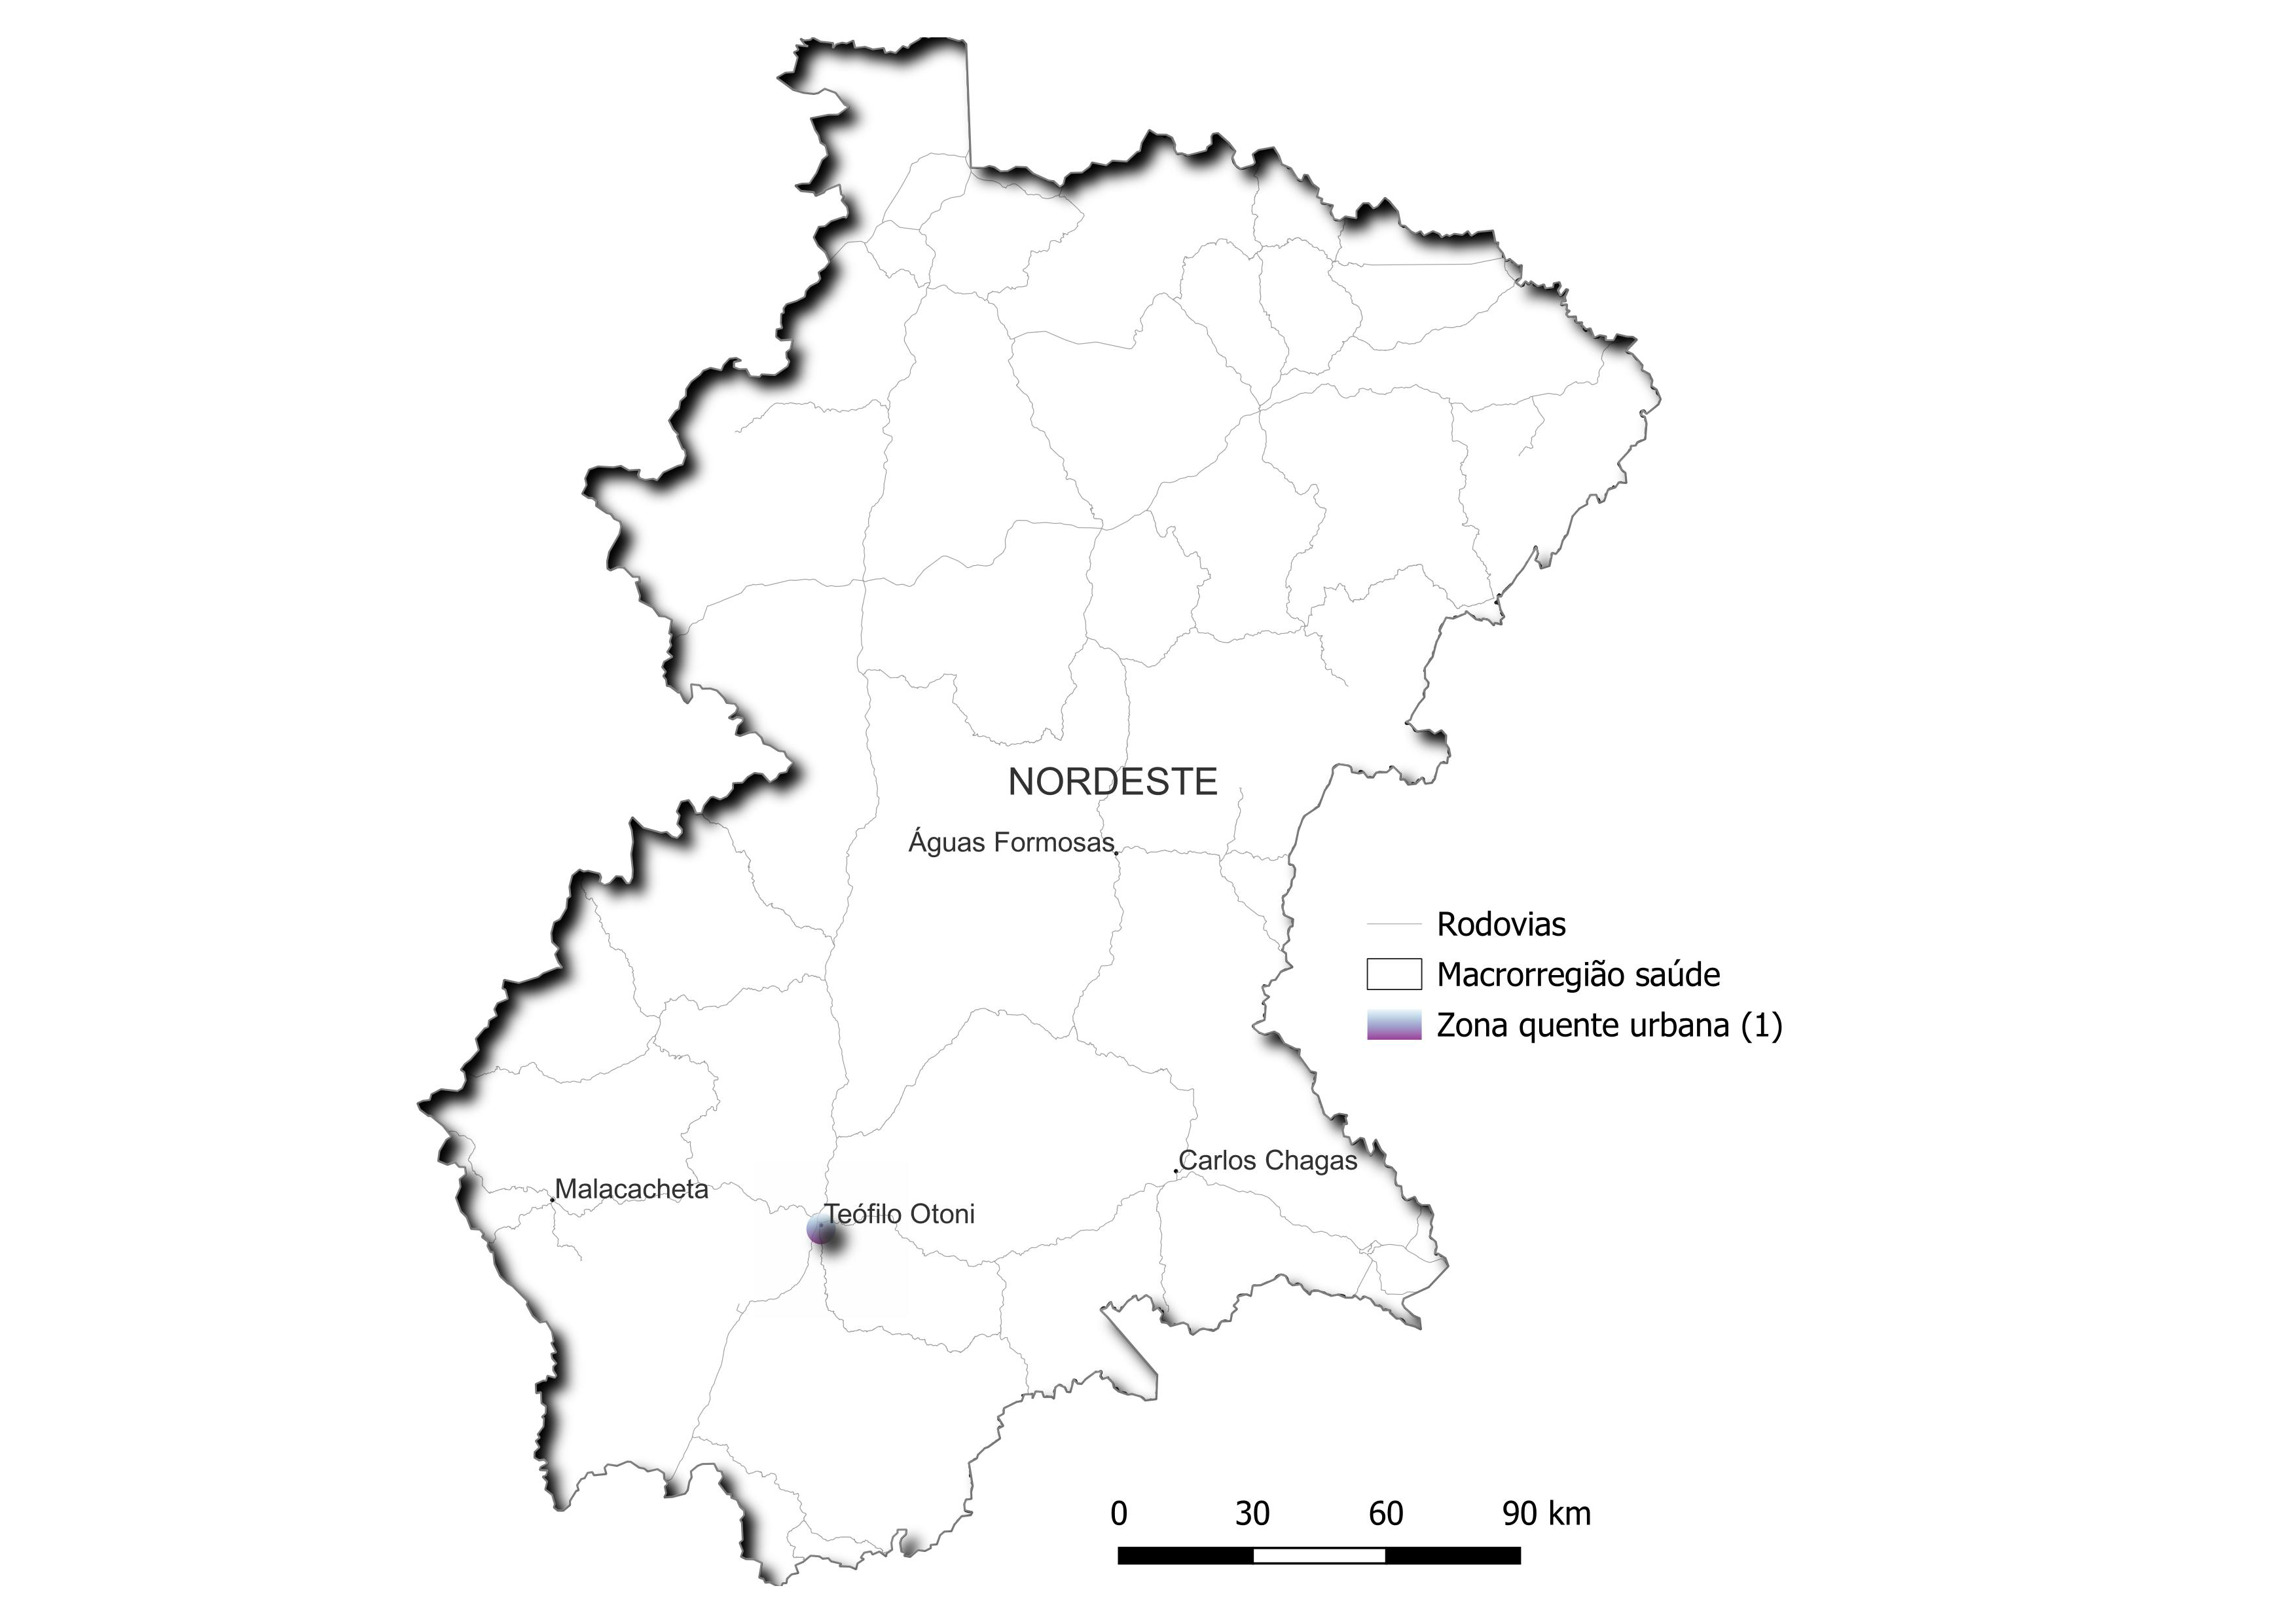 NORDESTE
Águas Formosas
Rodovias
Macrorregião saúde
Zona quente urbana (1)
Carlos Chagas
Malacacheta
Teófilo Otoni
0 30 60 90 km